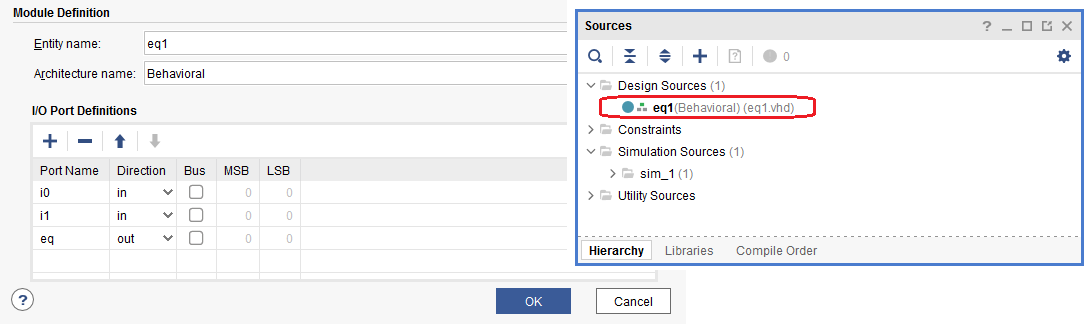 Module Definition
Entity name: eq1
Architecture name: Behavioral
I/O Port Definitions
Port Name Direction Bus MSB LSB
i0 in 0 0
i1 in 0 0
eq out 0 0
? OK Cancel
Sources ?
? 0
Design Sources (1)
eq1(Behavioral) (eq1.vhd)
Constraints
Simulation Sources (1)
sim_1 (1)
Utility Sources
Hierarchy Libraries Compile Order